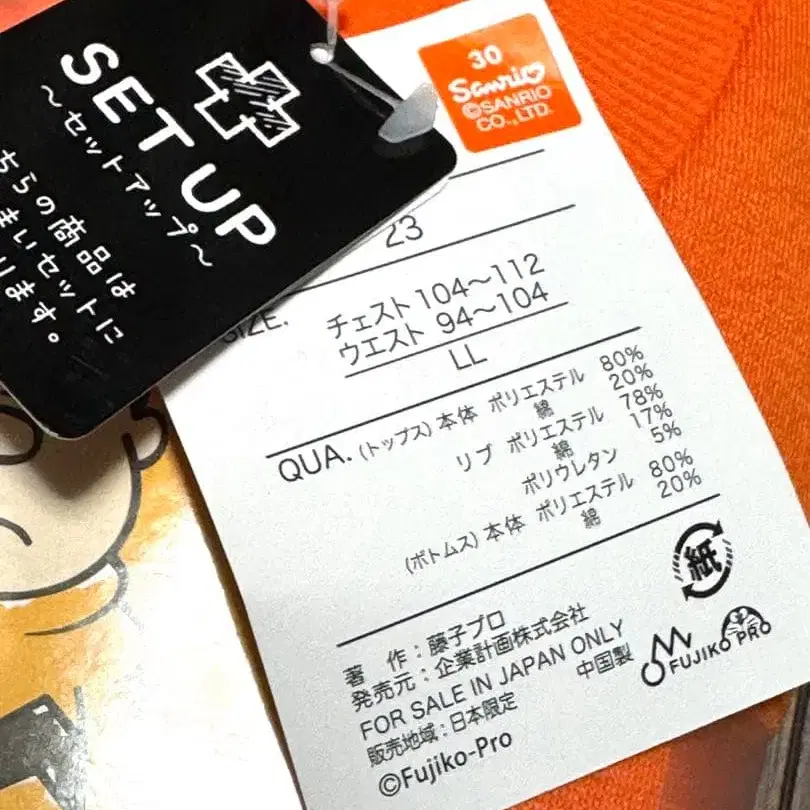 SET UP
～セットアップ～
ちらの商品は
まいセットに
ります。
30
Sanrio
©SANRIO
CO.,LTD.
23
SIZE. チェスト 104～112
ウエスト 94～104
LL
QUA. (トップス) 本体 ポリエステル 80%
綿 20%
リブ ポリエステル 78%
綿 17%
ポリウレタン 5%
(ボトムス) 本体 ポリエステル 80%
綿 20%
紙
著 作：藤子プロ
発売元：企業計画株式会社
FOR SALE IN JAPAN ONLY
販売地域：日本限定 中国製
©Fujiko-Pro
FUJIKO PRO